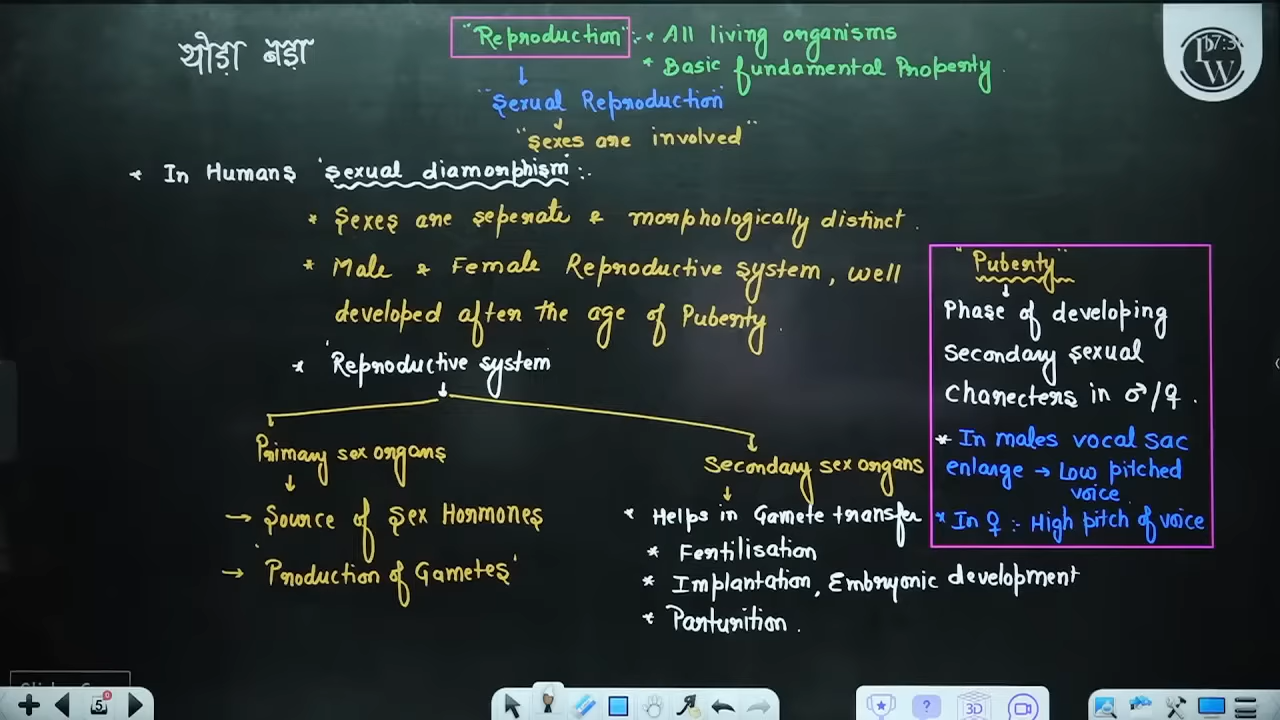 थोड़ा बड़ा
"Reproduction" :- * All living organisms
* Basic fundamental Property.
"Sexual Reproduction"
"Sexes are involved"
* In Humans 'Sexual diamorphism' :-
* Sexes are seperate & morphologically distinct.
* Male & Female Reproductive System, well
developed after the age of Puberty.
* 'Reproductive system
Primary sex organs
→ Source of Sex Hormones
→ 'Production of Gametes'
Secondary sex organs
* Helps in Gamete transfer
* Fertilisation
* Implantation, Embryonic development
* Parturition.
"Puberty"
Phase of developing
Secondary sexual
Charecters in ♂/♀.
* In males vocal sac
enlarge → Low pitched
voice.
* In ♀ :- High pitch of voice
W
5
0
?
3D